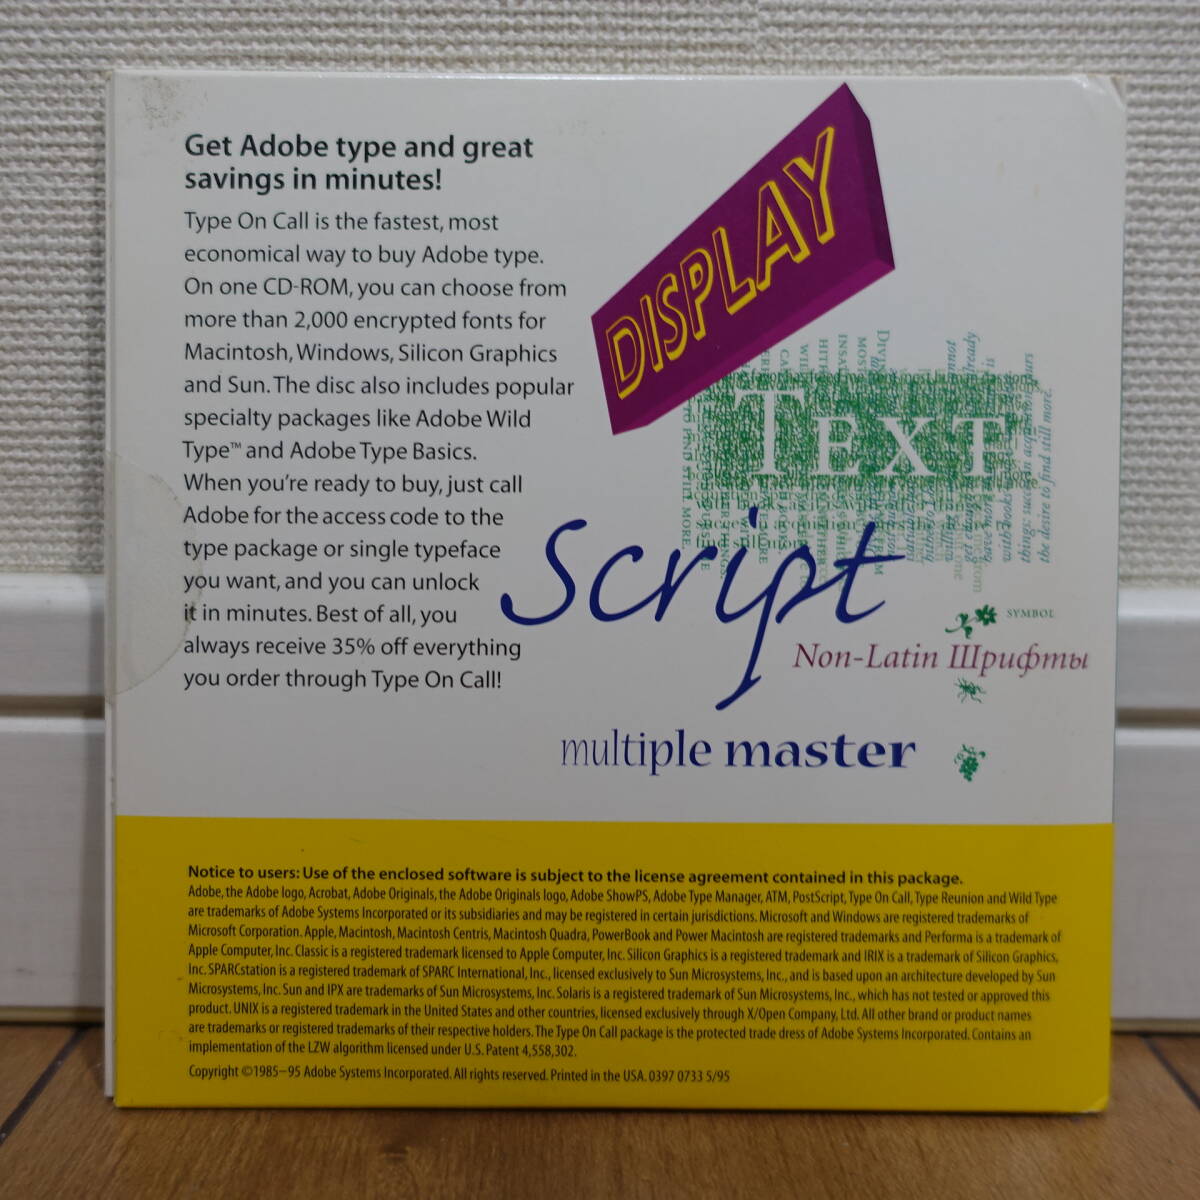 Get Adobe type and great
savings in minutes!
Type On Call is the fastest, most
economical way to buy Adobe type.
On one CD-ROM, you can choose from
more than 2,000 encrypted fonts for
Macintosh, Windows, Silicon Graphics
and Sun. The disc also includes popular
specialty packages like Adobe Wild
Type™ and Adobe Type Basics.
When you're ready to buy, just call
Adobe for the access code to the
type package or single typeface
you want, and you can unlock
it in minutes. Best of all, you
always receive 35% off everything
you order through Type On Call!
DISPLAY
TEXT
the desire to find still more.
Script
SYMBOL
Non-Latin Шрифты
multiple master
Notice to users: Use of the enclosed software is subject to the license agreement contained in this package.
Adobe, the Adobe logo, Acrobat, Adobe Originals, the Adobe Originals logo, Adobe ShowPS, Adobe Type Manager, ATM, PostScript, Type On Call, Type Reunion and Wild Type
are trademarks of Adobe Systems Incorporated or its subsidiaries and may be registered in certain jurisdictions. Microsoft and Windows are registered trademarks of
Microsoft Corporation. Apple, Macintosh, Macintosh Centris, Macintosh Quadra, PowerBook and Power Macintosh are registered trademarks and Performa is a trademark of
Apple Computer, Inc. Classic is a registered trademark licensed to Apple Computer, Inc. Silicon Graphics is a registered trademark and IRIX is a trademark of Silicon Graphics,
Inc. SPARCstation is a registered trademark of SPARC International, Inc., licensed exclusively to Sun Microsystems, Inc., and is based upon an architecture developed by Sun
Microsystems, Inc. Sun and IPX are trademarks of Sun Microsystems, Inc. Solaris is a registered trademark of Sun Microsystems, Inc., which has not tested or approved this
product. UNIX is a registered trademark in the United States and other countries, licensed exclusively through X/Open Company, Ltd. All other brand or product names
are trademarks or registered trademarks of their respective holders. The Type On Call package is the protected trade dress of Adobe Systems Incorporated. Contains an
implementation of the LZW algorithm licensed under U.S. Patent 4,558,302.
Copyright ©1985–95 Adobe Systems Incorporated. All rights reserved. Printed in the USA. 0397 0733 5/95